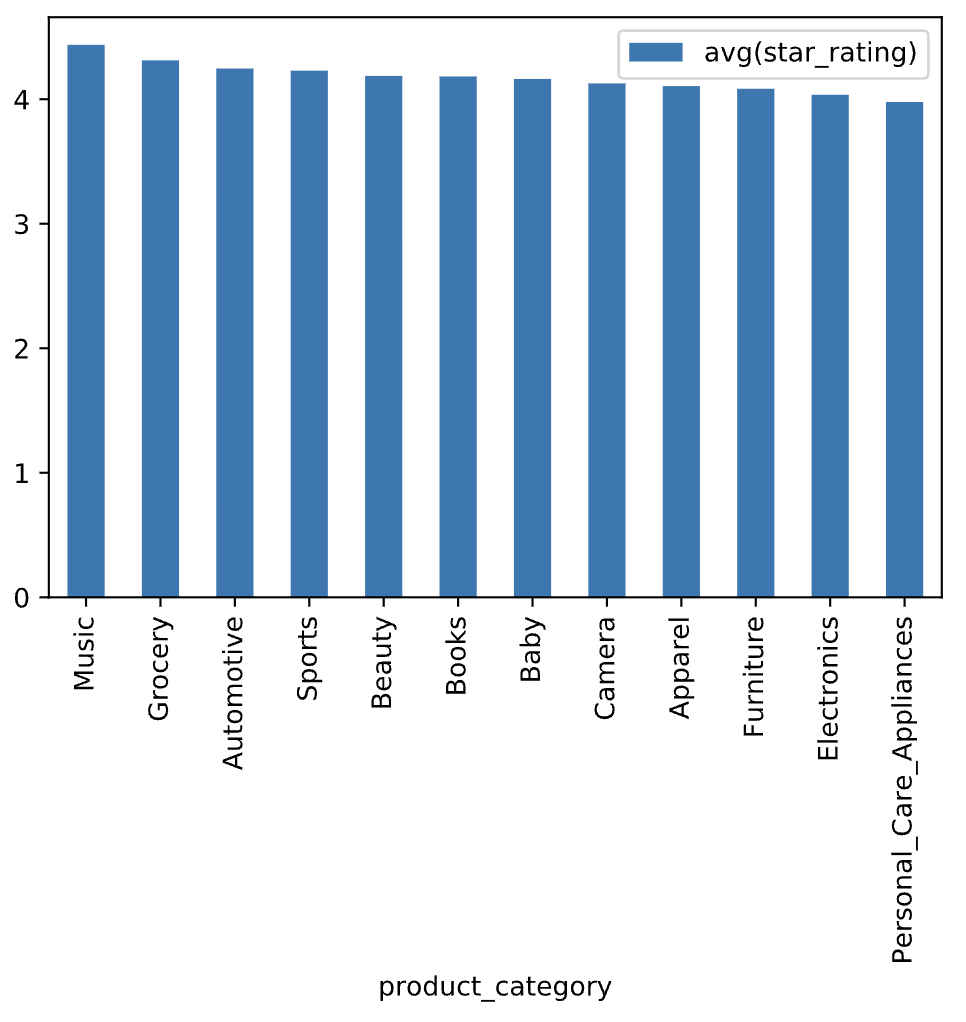 avg(star_rating)
4
3
2
1
0
Music
Grocery
Automotive
Sports
Beauty
Books
Baby
Camera
Apparel
Furniture
Electronics
Personal_Care_Appliances
product_category